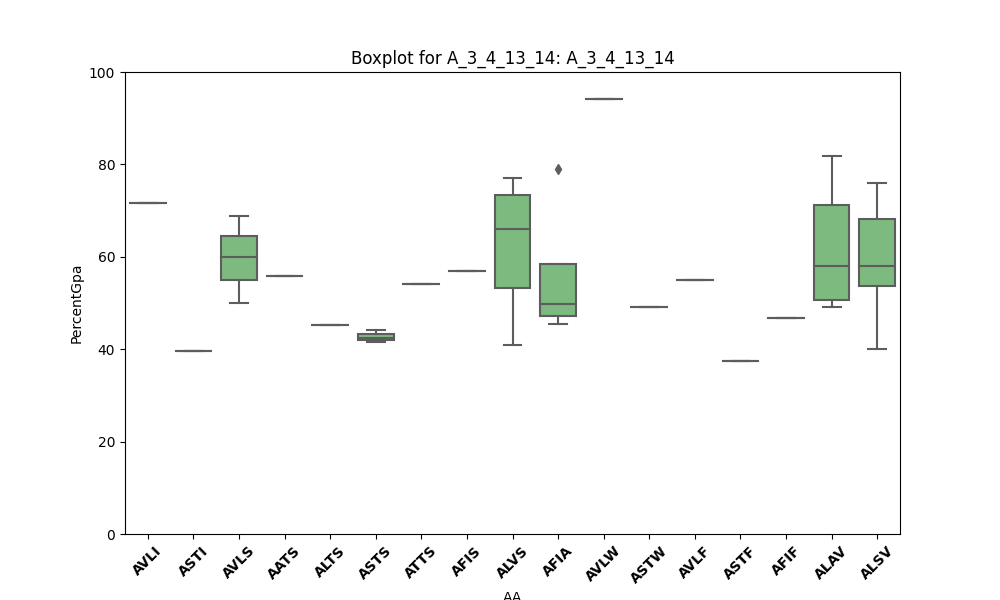 Boxplot for A_3_4_13_14: A_3_4_13_14
PercentGpa
100
80
60
40
20
0
AVLI
ASTI
AVLS
AATS
ALTS
ASTS
ATTS
AFIS
ALVS
AFIA
AVLW
ASTW
AVLF
ASTF
AFIF
ALAV
ALSV
AA